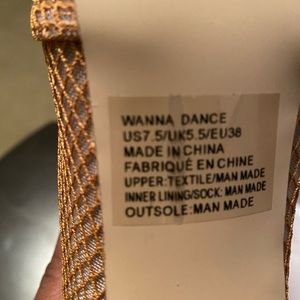 WANNA DANCE
US7.5/UK5.5/EU38
MADE IN CHINA
FABRIQUÉ EN CHINE
UPPER:TEXTILE/MAN MADE
INNER LINING/SOCK: MAN MADE
OUTSOLE:MAN MADE